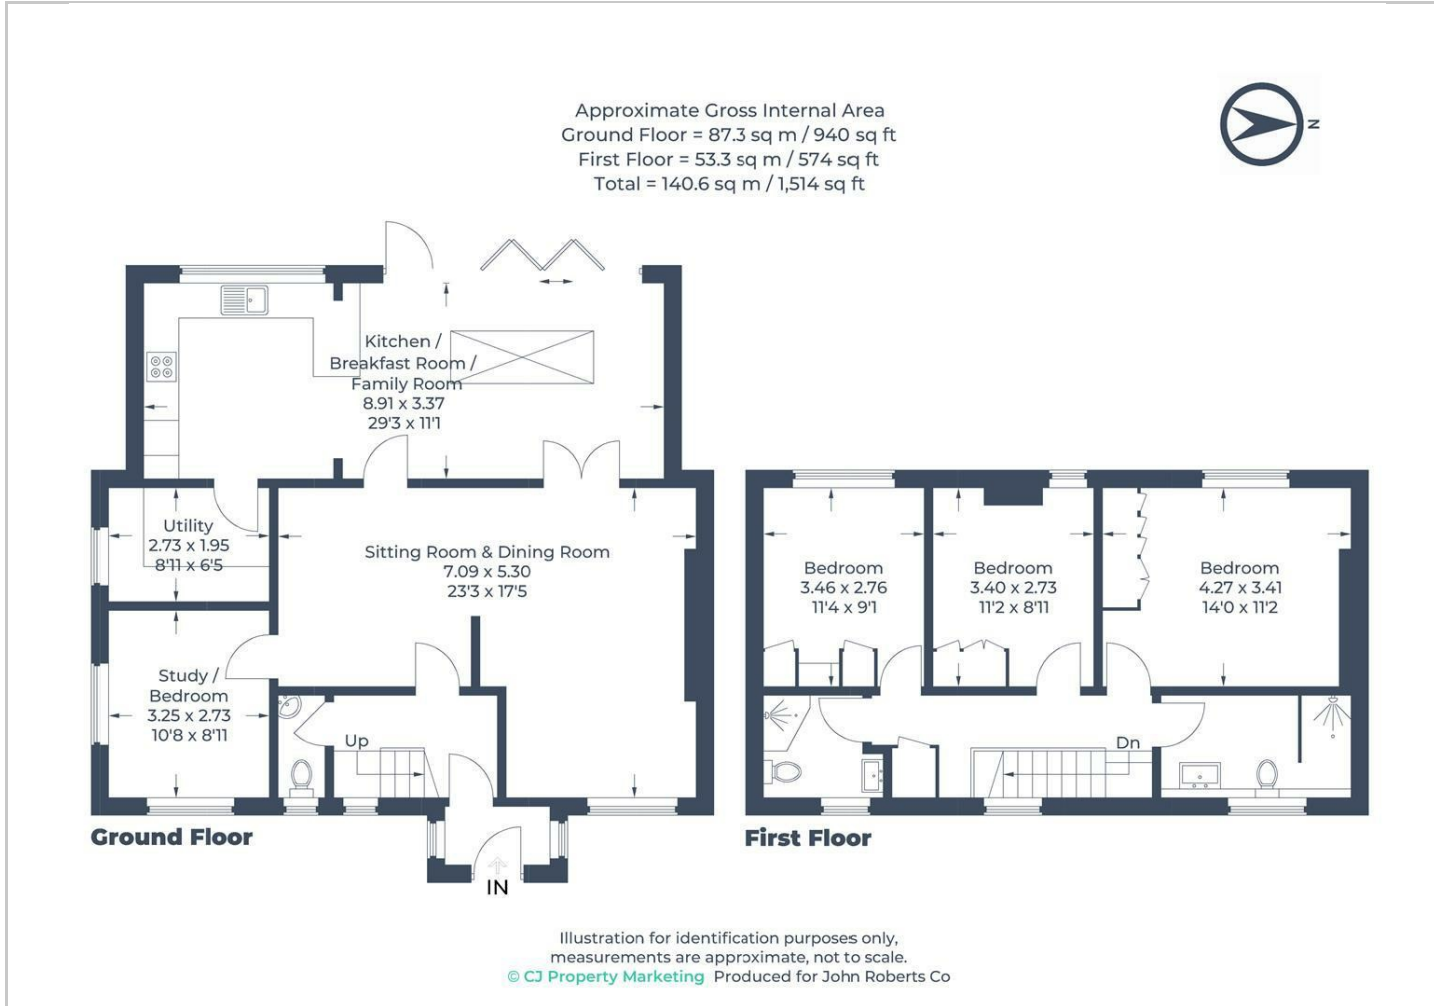 Approximate Gross Internal Area
Ground Floor = 87.3 sq m / 940 sq ft
First Floor = 53.3 sq m / 574 sq ft
Total = 140.6 sq m / 1,514 sq ft
N
Kitchen /
Breakfast Room /
Family Room
8.91 x 3.37
29'3 x 11'1
Utility
2.73 x 1.95
8'11 x 6'5
Sitting Room & Dining Room
7.09 x 5.30
23'3 x 17'5
Study /
Bedroom
3.25 x 2.73
10'8 x 8'11
Up
IN
Ground Floor
Bedroom
3.46 x 2.76
11'4 x 9'1
Bedroom
3.40 x 2.73
11'2 x 8'11
Bedroom
4.27 x 3.41
14'0 x 11'2
Dn
First Floor
Illustration for identification purposes only,
measurements are approximate, not to scale.
© CJ Property Marketing Produced for John Roberts Co